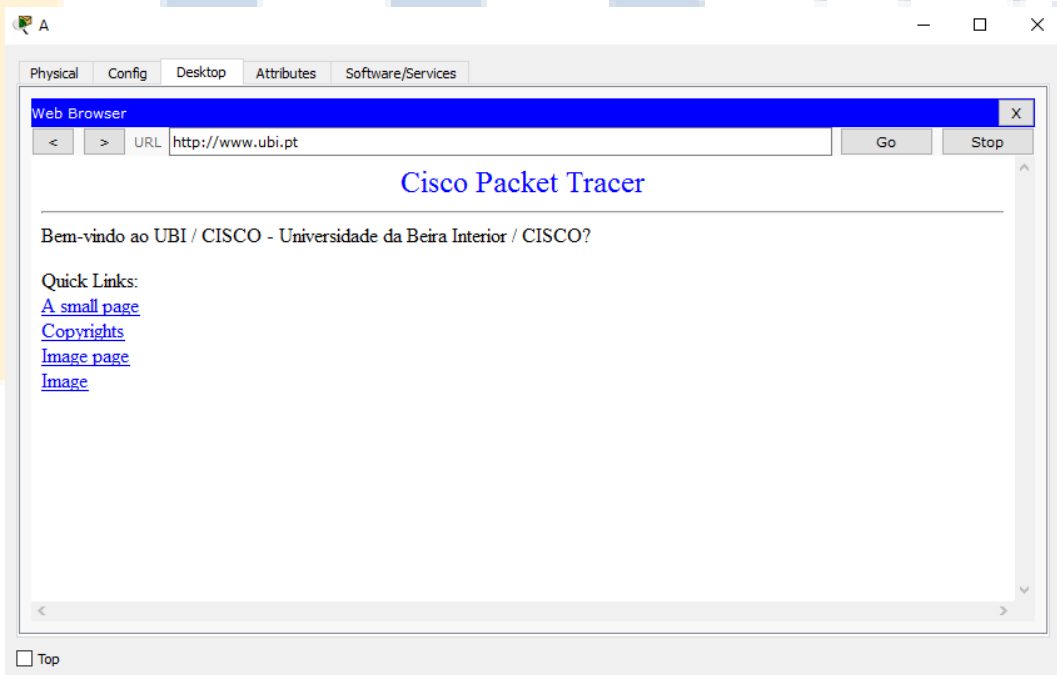 A
Physical Config Desktop Attributes Software/Services
Web Browser X
< > URL http://www.ubi.pt Go Stop
Cisco Packet Tracer
Bem-vindo ao UBI / CISCO - Universidade da Beira Interior / CISCO?
Quick Links:
A small page
Copyrights
Image page
Image
Top